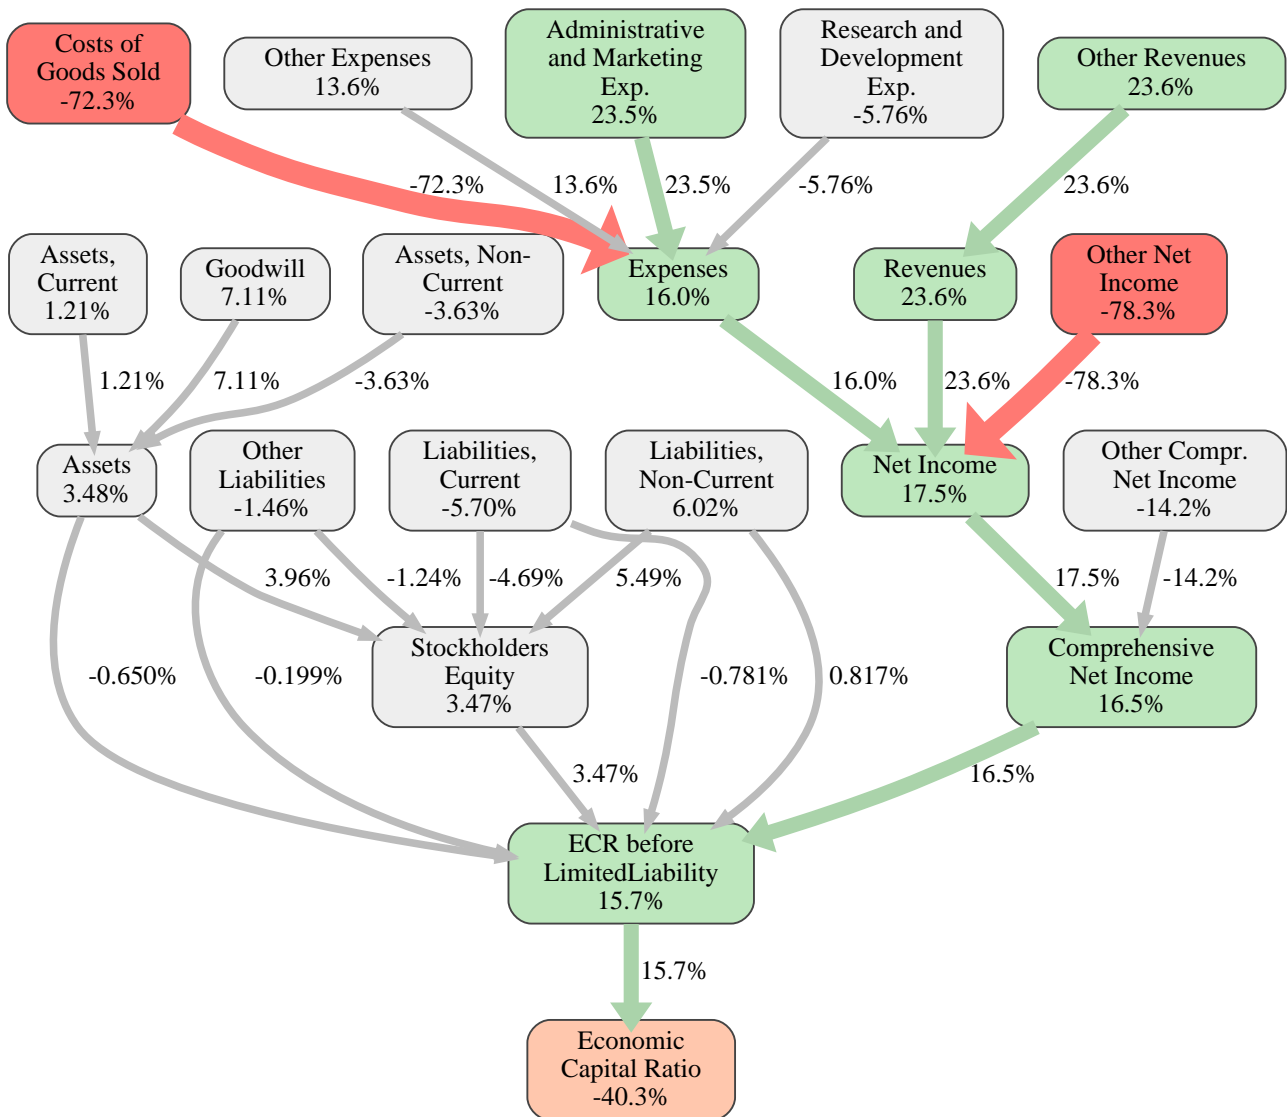 Costs of
Goods Sold
-72.3%
Other Expenses
13.6%
Administrative
and Marketing
Exp.
23.5%
Research and
Development
Exp.
-5.76%
Other Revenues
23.6%
-72.3%
13.6%
23.5%
-5.76%
23.6%
Assets,
Current
1.21%
Goodwill
7.11%
Assets, Non-
Current
-3.63%
Expenses
16.0%
Revenues
23.6%
Other Net
Income
-78.3%
1.21%
7.11%
-3.63%
16.0%
23.6%
-78.3%
Assets
3.48%
Other
Liabilities
-1.46%
Liabilities,
Current
-5.70%
Liabilities,
Non-Current
6.02%
Net Income
17.5%
Other Compr.
Net Income
-14.2%
3.96%
-1.24%
-4.69%
5.49%
17.5%
-14.2%
Stockholders
Equity
3.47%
Comprehensive
Net Income
16.5%
-0.650%
-0.199%
-0.781%
0.817%
3.47%
16.5%
ECR before
LimitedLiability
15.7%
15.7%
Economic
Capital Ratio
-40.3%